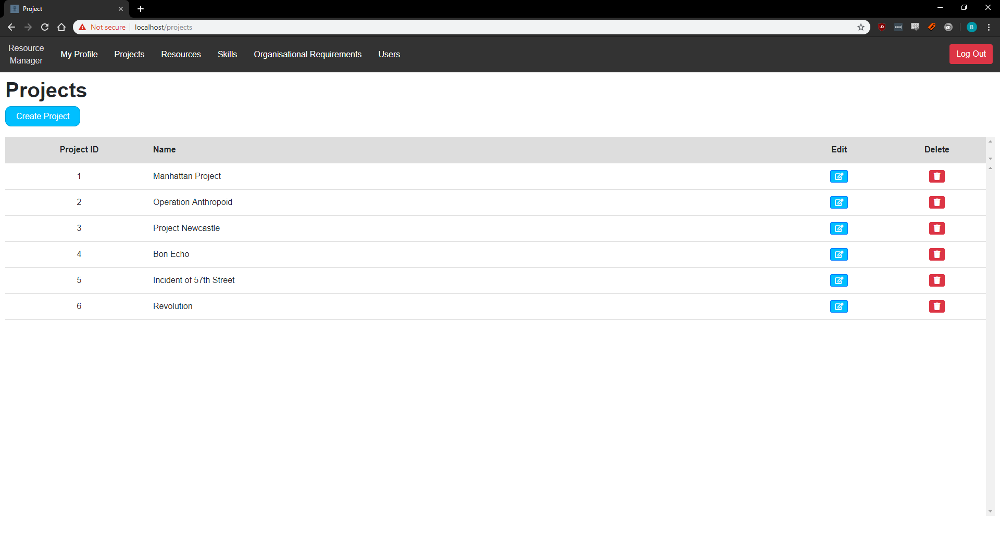 Project
Not secure localhost/projects
B
Resource
Manager
My Profile Projects Resources Skills Organisational Requirements Users
Log Out
Projects
Create Project
Project ID Name Edit Delete
1 Manhattan Project
2 Operation Anthropoid
3 Project Newcastle
4 Bon Echo
5 Incident of 57th Street
6 Revolution